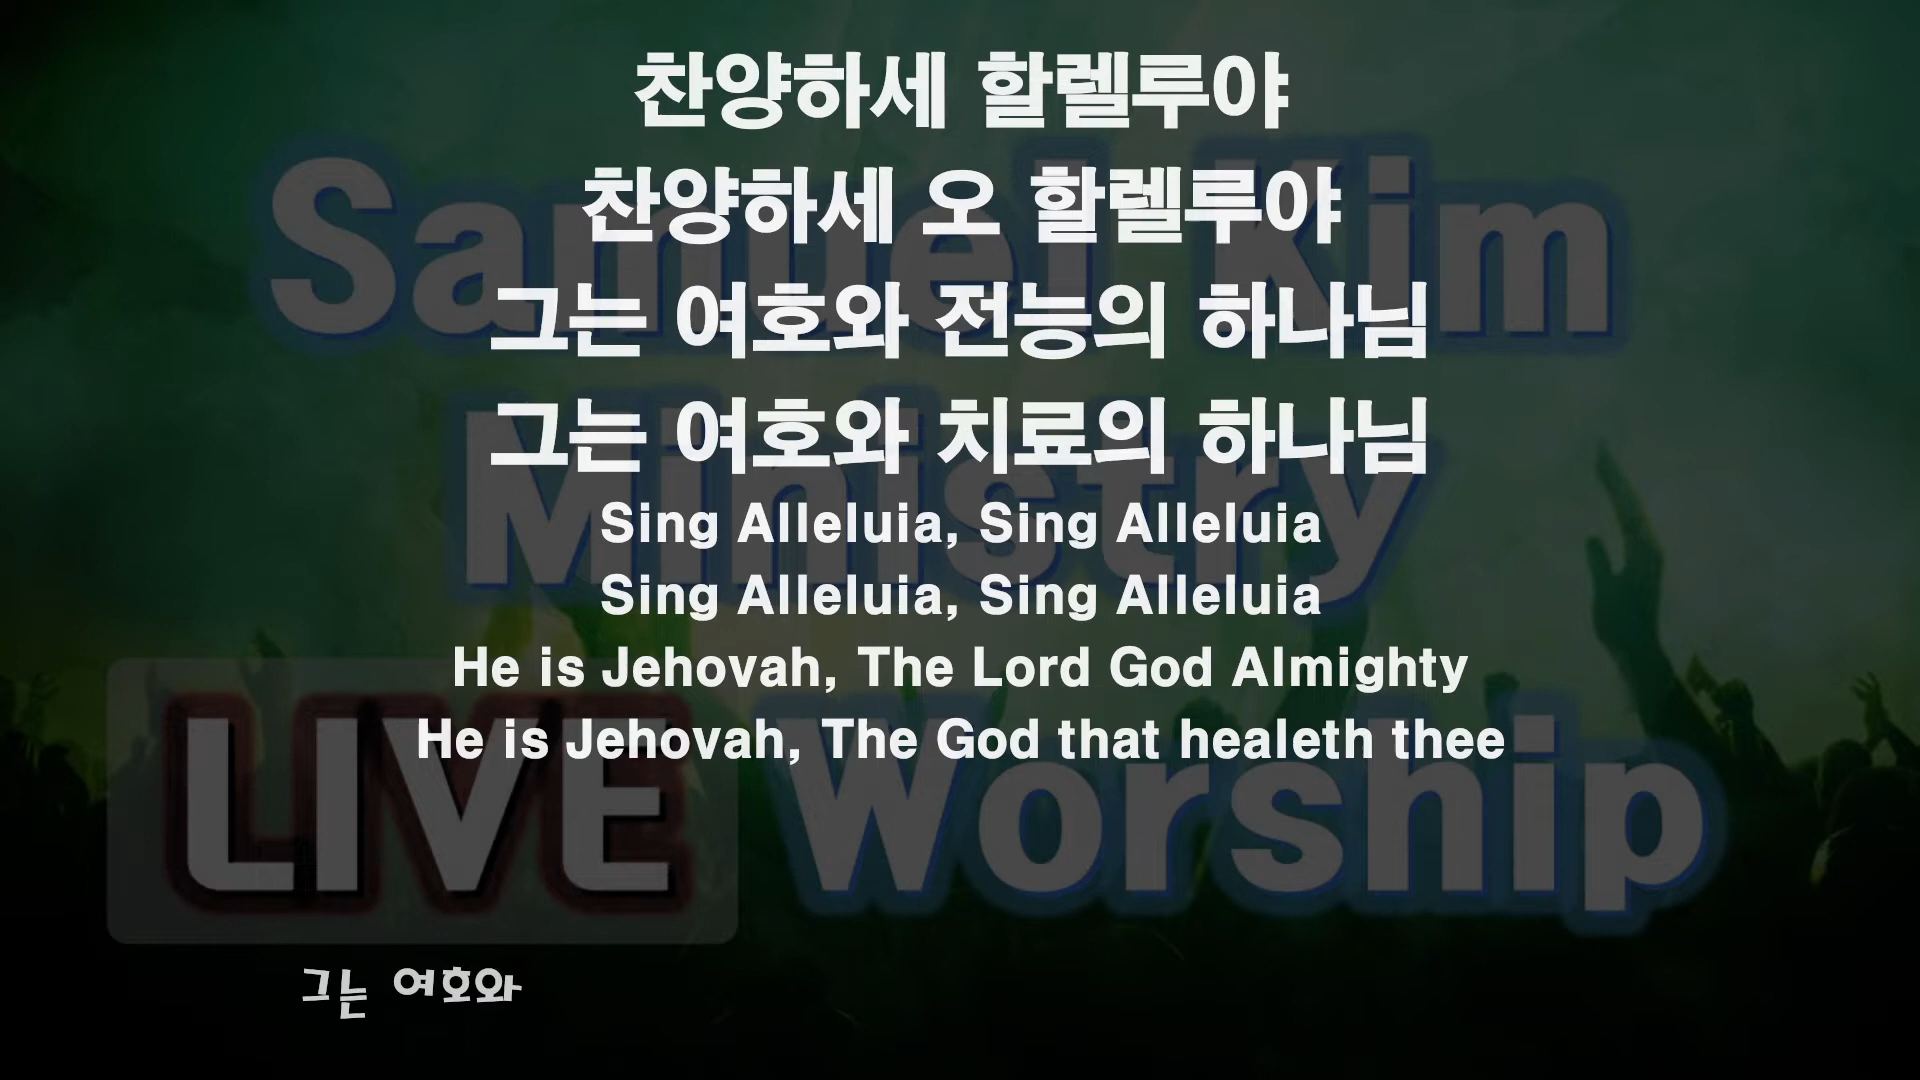 찬양하세 할렐루야
찬양하세 오 할렐루야
그는 여호와 전능의 하나님
그는 여호와 치료의 하나님
Sing Alleluia, Sing Alleluia
Sing Alleluia, Sing Alleluia
He is Jehovah, The Lord God Almighty
He is Jehovah, The God that healeth thee
Samuel Kim
Ministry
LIVE Worship
그는 여호와